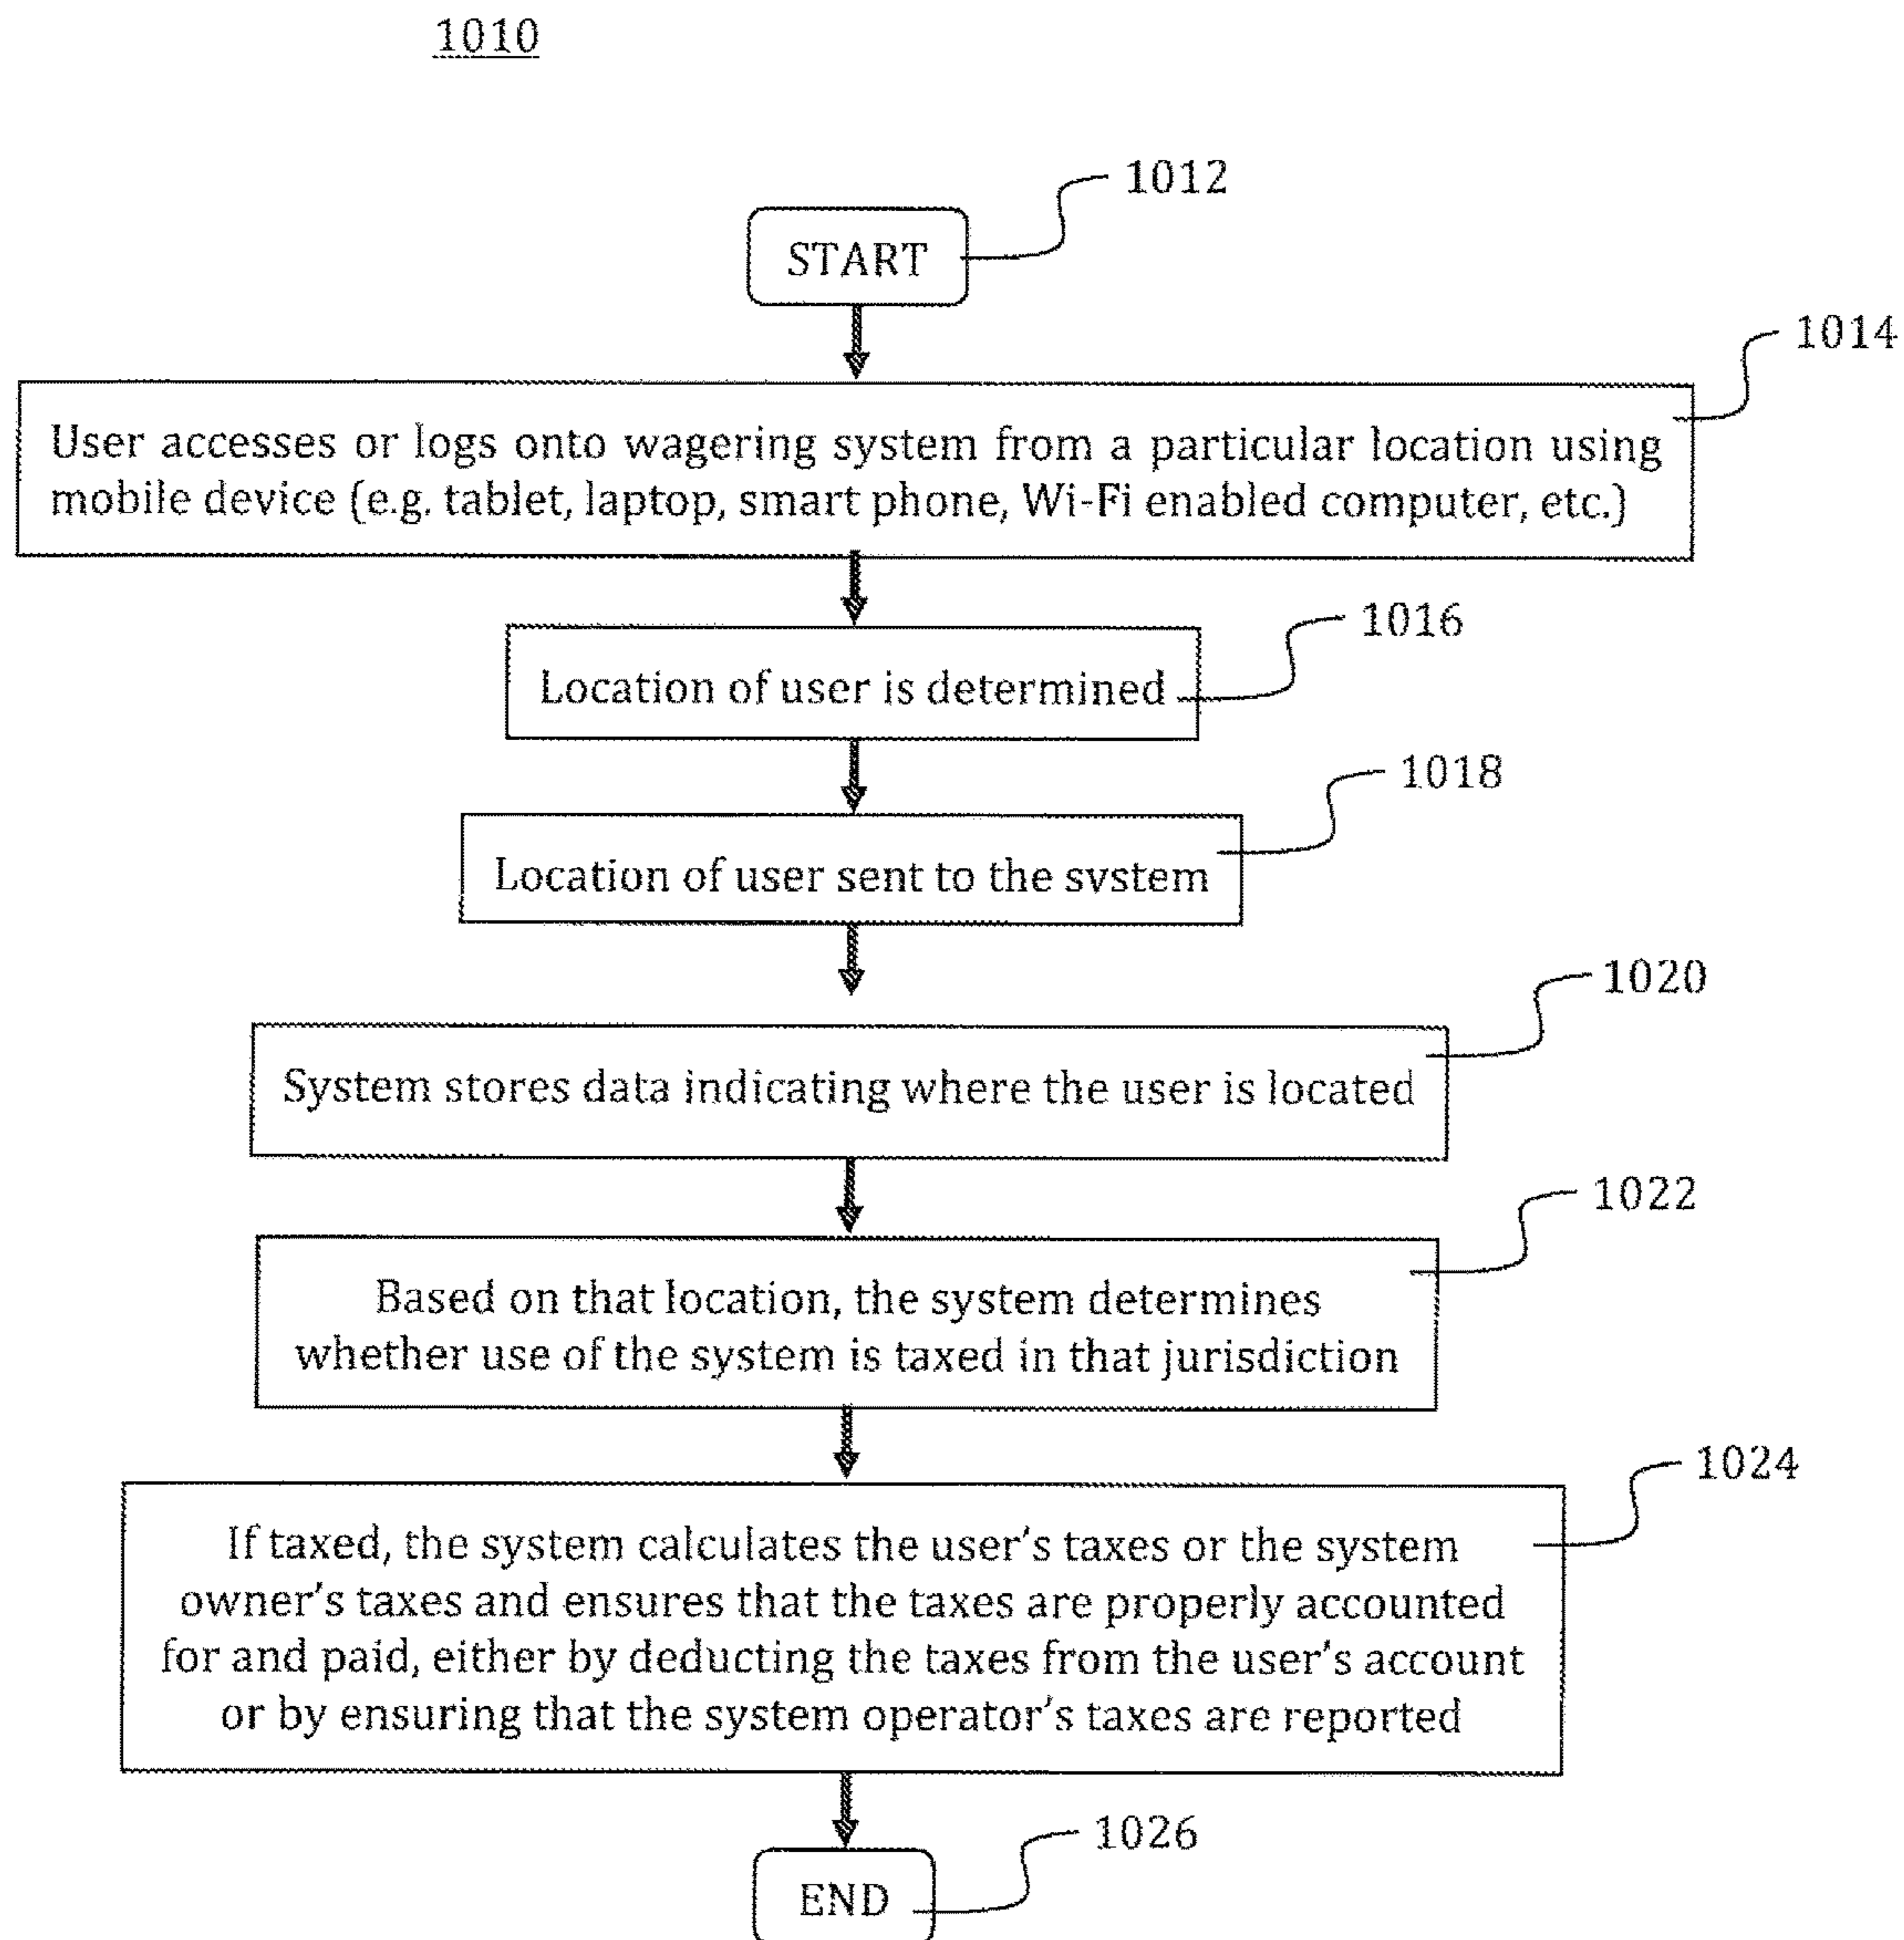 1010
1012
START
1014
User accesses or logs onto wagering system from a particular location using
mobile device (e.g. tablet, laptop, smart phone, Wi-Fi enabled computer, etc.)
1016
Location of user is determined
1018
Location of user sent to the system
1020
System stores data indicating where the user is located
1022
Based on that location, the system determines
whether use of the system is taxed in that jurisdiction
1024
If taxed, the system calculates the user's taxes or the system
owner's taxes and ensures that the taxes are properly accounted
for and paid, either by deducting the taxes from the user's account
or by ensuring that the system operator's taxes are reported
1026
END